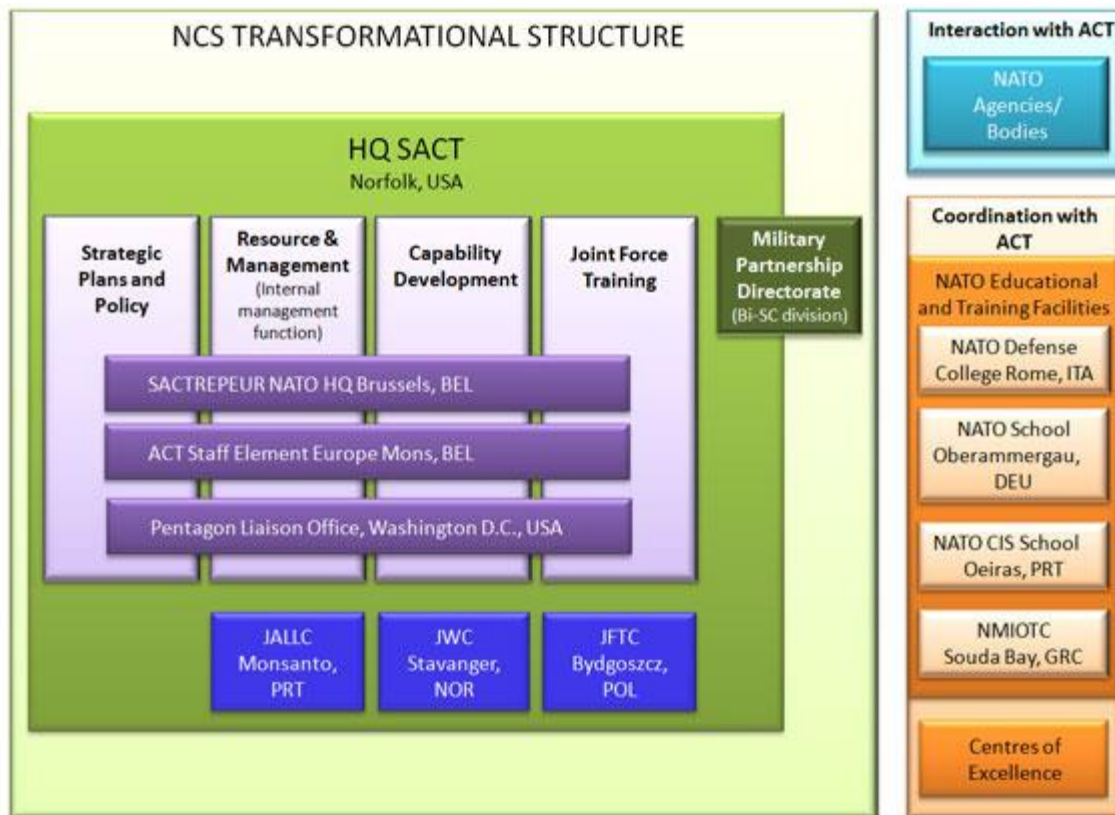 NCS TRANSFORMATIONAL STRUCTURE
HQ SACT
Norfolk, USA
Strategic
Plans and
Policy
Resource &
Management
(Internal
management
function)
Capability
Development
Joint Force
Training
Military
Partnership
Directorate
(Bi-SC division)
SACTREPEUR NATO HQ Brussels, BEL
ACT Staff Element Europe Mons, BEL
Pentagon Liaison Office, Washington D.C., USA
JALLC
Monsanto,
PRT
JWC
Stavanger,
NOR
JFTC
Bydgoszcz,
POL
Interaction with ACT
NATO
Agencies/
Bodies
Coordination with
ACT
NATO Educational
and Training Facilities
NATO Defense
College Rome, ITA
NATO School
Oberammergau,
DEU
NATO CIS School
Oeiras, PRT
NMIOTC
Souda Bay, GRC
Centres of
Excellence